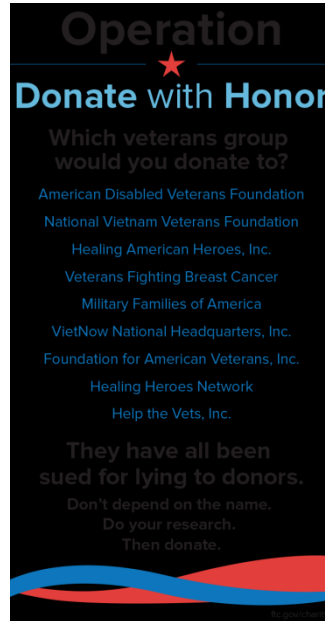 Operation
Donate with Honor
Which veterans group
would you donate to?
American Disabled Veterans Foundation
National Vietnam Veterans Foundation
Healing American Heroes, Inc.
Veterans Fighting Breast Cancer
Military Families of America
VietNow National Headquarters, Inc.
Foundation for American Veterans, Inc.
Healing Heroes Network
Help the Vets, Inc.
They have all been
sued for lying to donors.
Don't depend on the name.
Do your research.
Then donate.